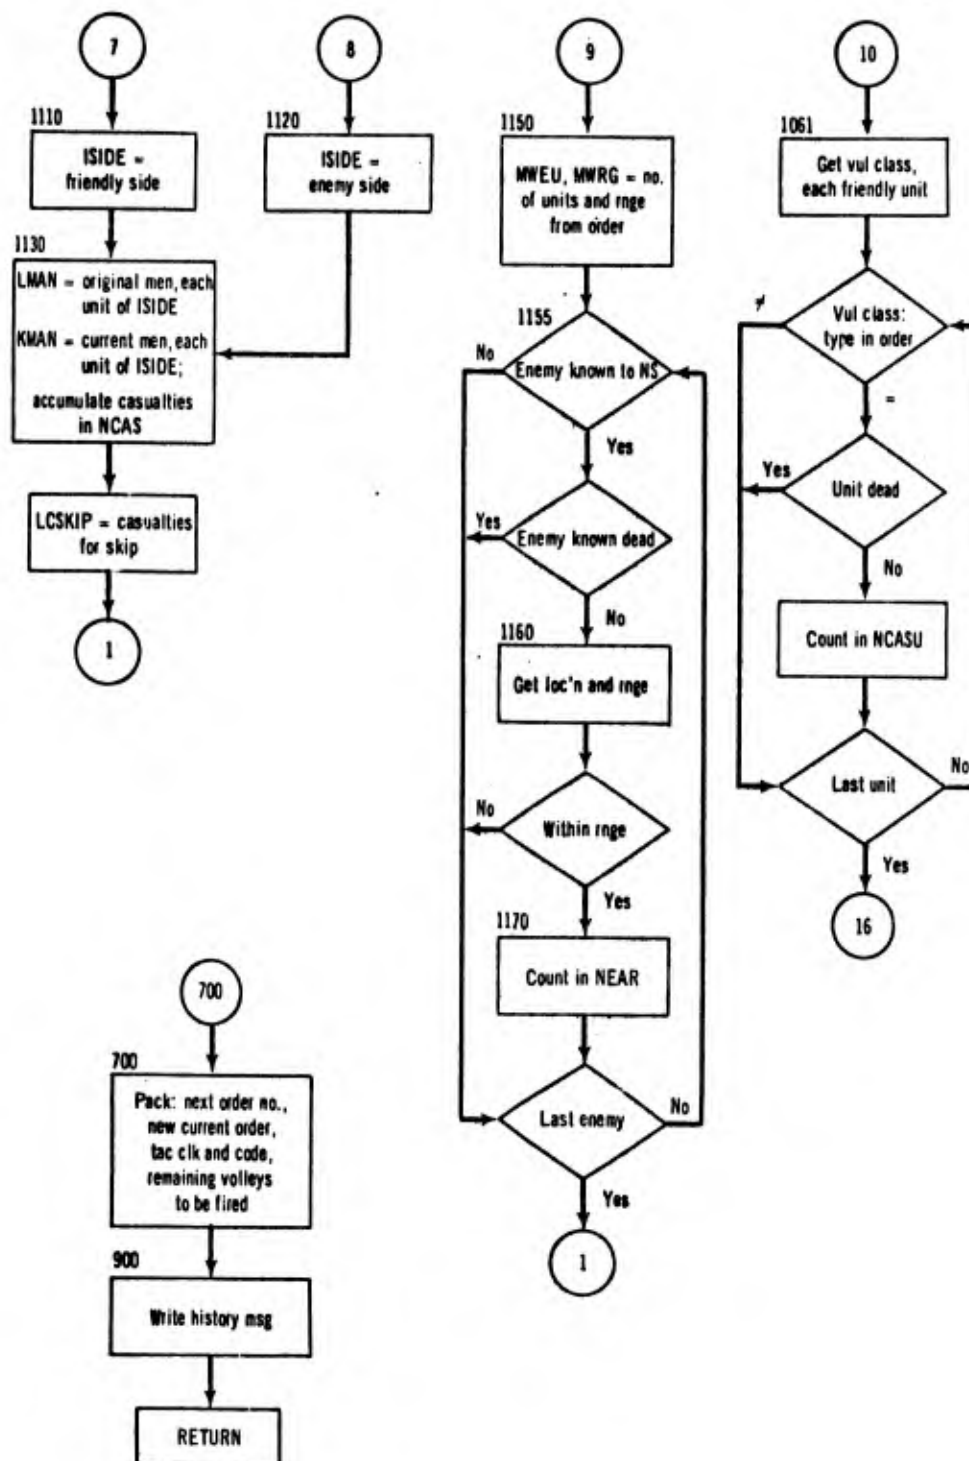 7
1110
ISIDE =
friendly side
1130
LMAN = original men, each
unit of ISIDE
KMAN = current men, each
unit of ISIDE;
accumulate casualties
in NCAS
LCSKIP = casualties
for skip
1
8
1120
ISIDE =
enemy side
9
1150
MWEU, MWRG = no.
of units and rnge
from order
1155
No
Enemy known to NS
Yes
Yes
Enemy known dead
No
1160
Get loc'n and rnge
No
Within rnge
Yes
1170
Count in NEAR
Last enemy
No
Yes
1
10
1061
Get vul class,
each friendly unit
≠
Vul class:
type in order
=
Yes
Unit dead
No
Count in NCASU
Last unit
No
Yes
16
700
700
Pack: next order no.,
new current order,
tac clk and code,
remaining volleys
to be fired
900
Write history msg
RETURN